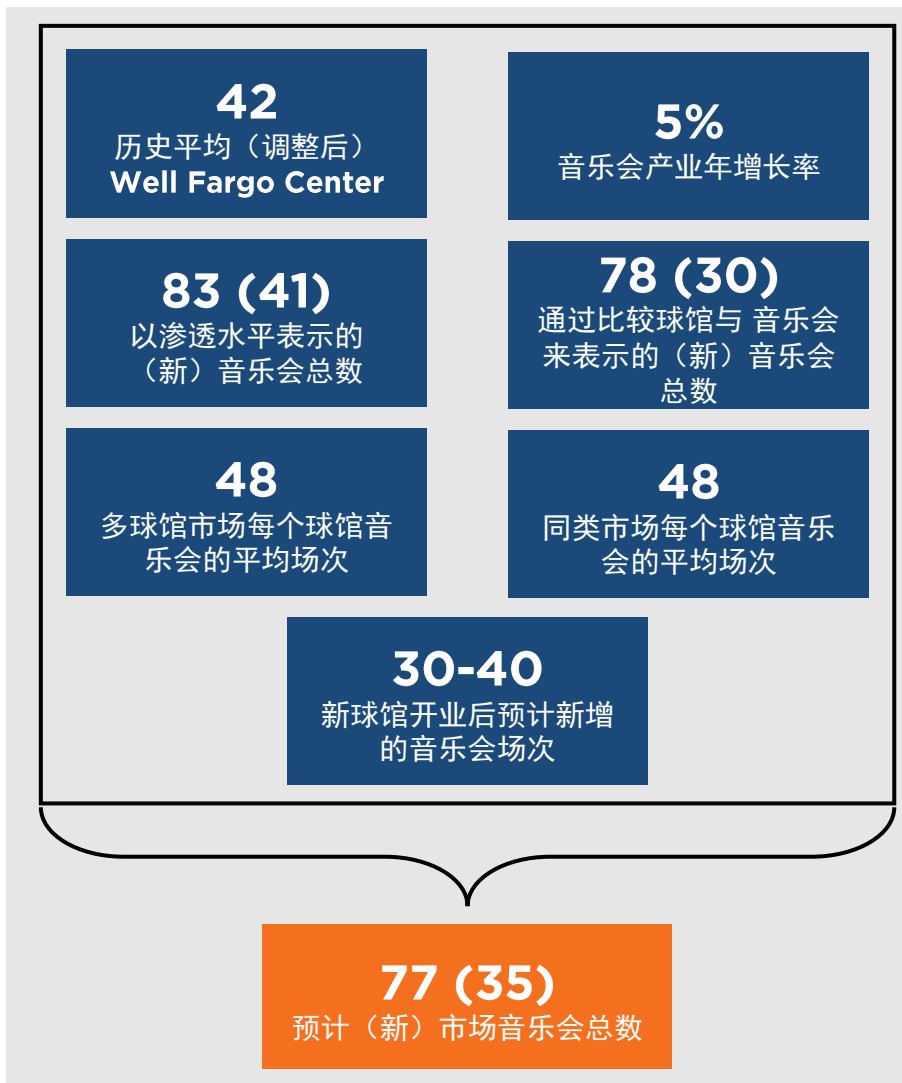 42
历史平均（调整后）
Well Fargo Center
5%
音乐会产业年增长率
83 (41)
以渗透水平表示的
（新）音乐会总数
78 (30)
通过比较球馆与 音乐会
来表示的（新）音乐会
总数
48
多球馆市场每个球馆音
乐会的平均场次
48
同类市场每个球馆音乐
会的平均场次
30-40
新球馆开业后预计新增
的音乐会场次
77 (35)
预计（新）市场音乐会总数